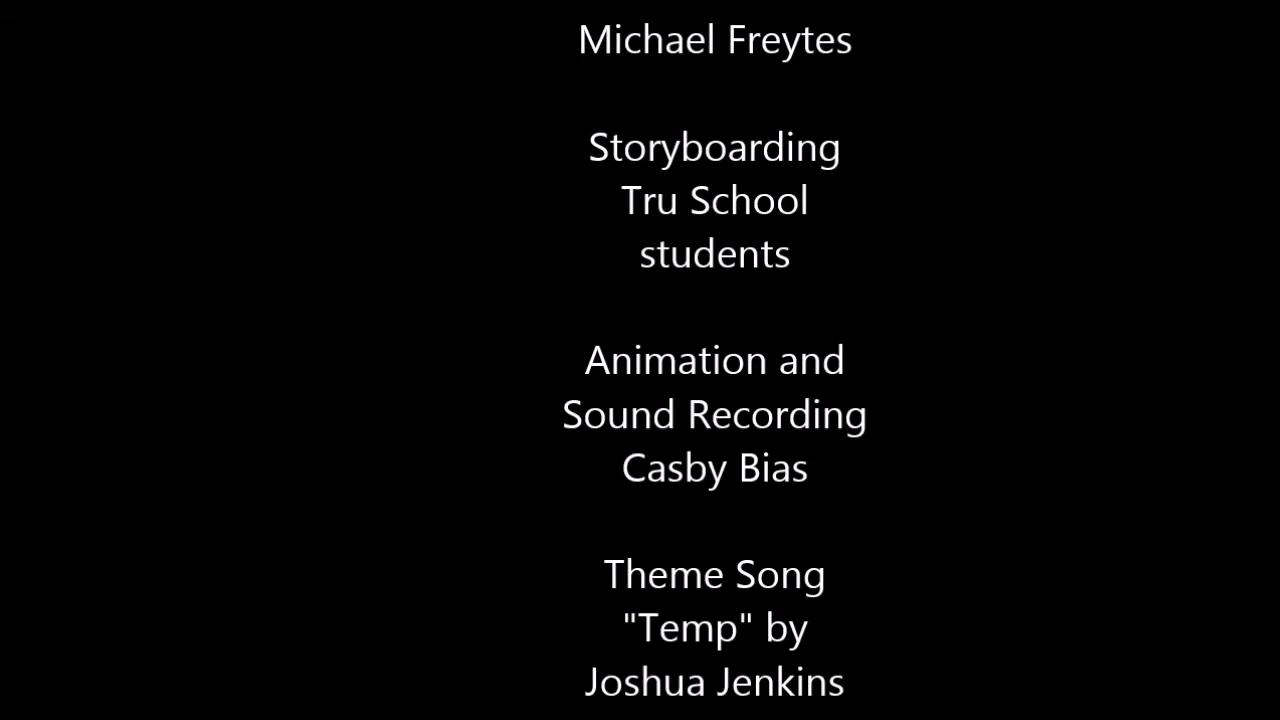 Michael Freytes
Storyboarding
Tru School
students
Animation and
Sound Recording
Casby Bias
Theme Song
"Temp" by
Joshua Jenkins